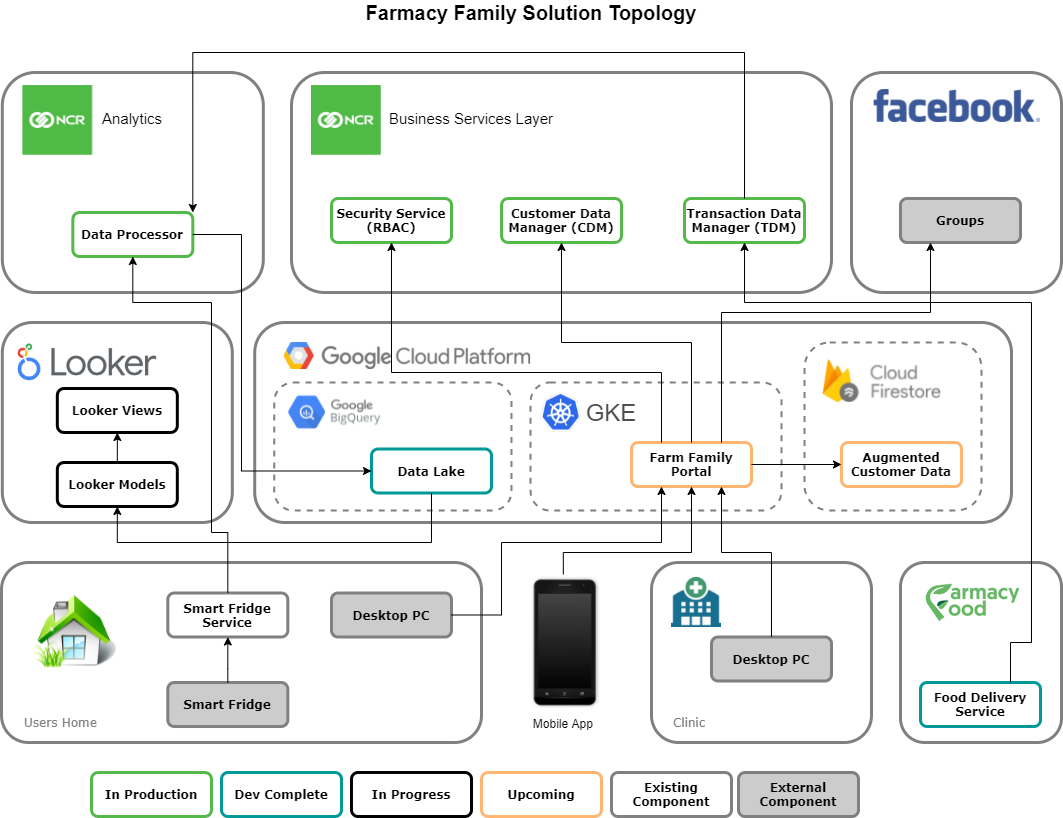 Farmacy Family Solution Topology
NCR
Analytics
NCR
Business Services Layer
facebook.
Security Service
(RBAC)
Customer Data
Manager (CDM)
Transaction Data
Manager (TDM)
Groups
Data Processor
Looker
Google Cloud Platform
Cloud
Firestore
Looker Views
Google
BigQuery
GKE
Looker Models
Data Lake
Farm Family
Portal
Augmented
Customer Data
Smart Fridge
Service
Desktop PC
Farmacy
Food
Desktop PC
Smart Fridge
Food Delivery
Service
Users Home
Mobile App
Clinic
In Production
Dev Complete
In Progress
Upcoming
Existing
Component
External
Component